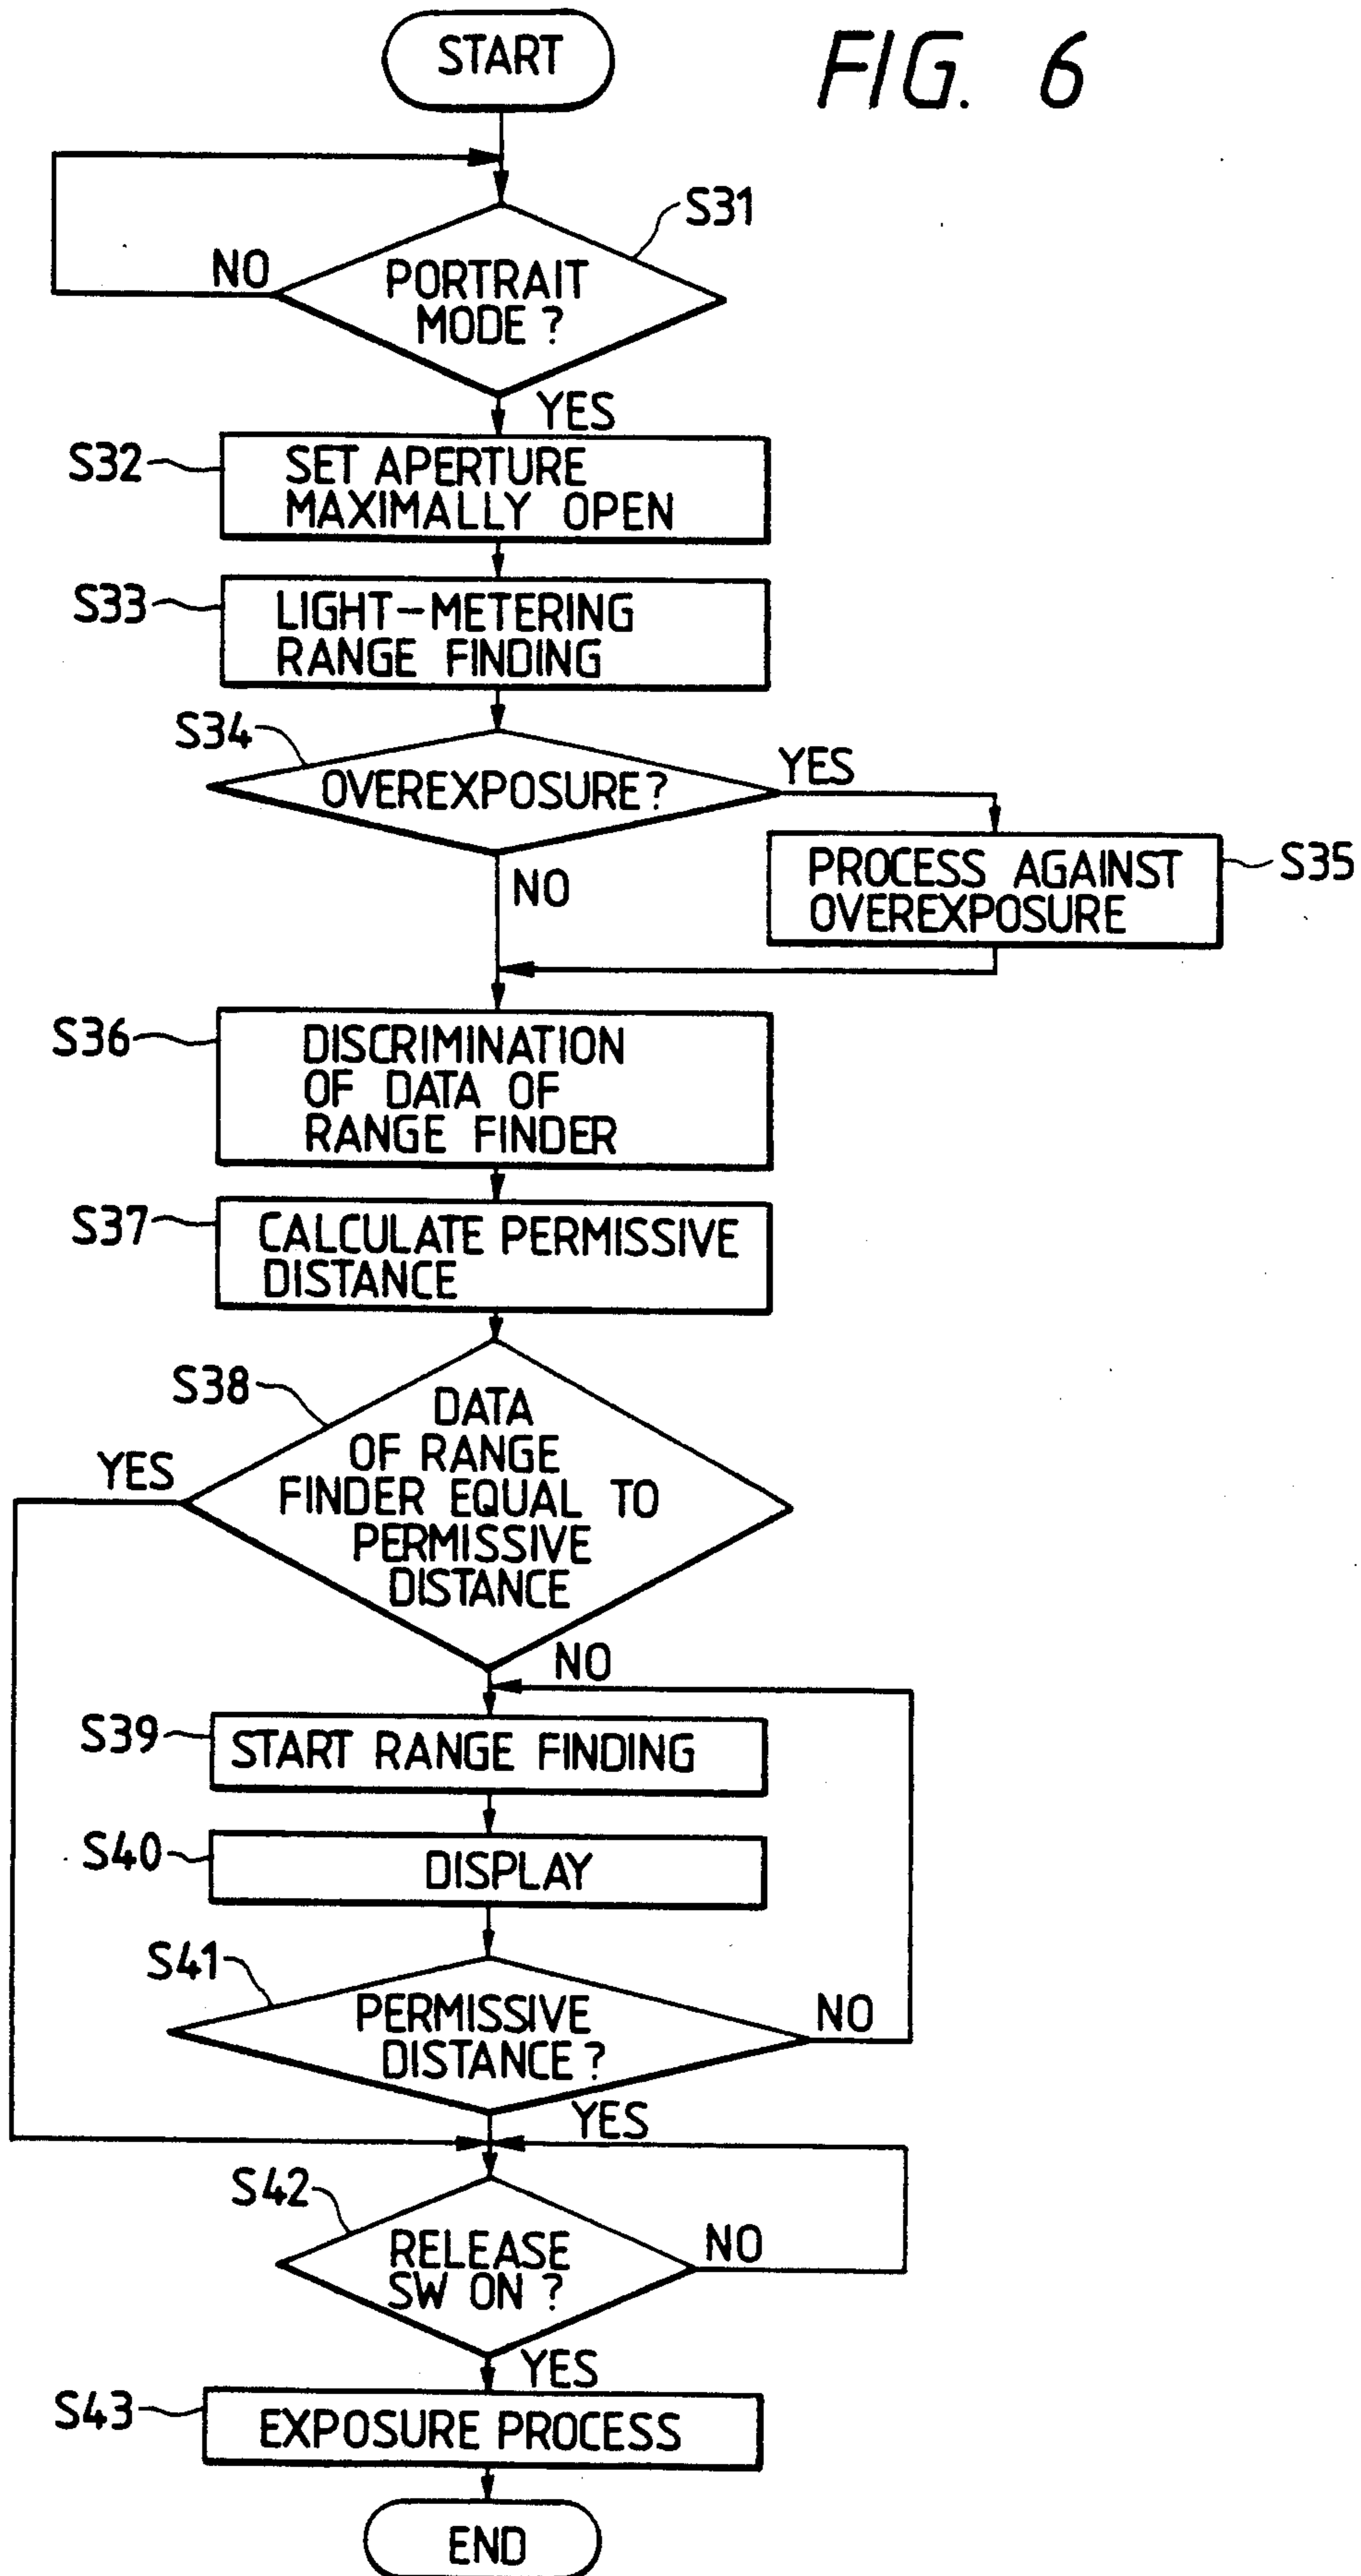 START
FIG. 6
S31
NO
PORTRAIT
MODE ?
YES
S32
SET APERTURE
MAXIMALLY OPEN
S33
LIGHT-METERING
RANGE FINDING
S34
OVEREXPOSURE?
YES
NO
PROCESS AGAINST
OVEREXPOSURE
S35
S36
DISCRIMINATION
OF DATA OF
RANGE FINDER
S37
CALCULATE PERMISSIVE
DISTANCE
S38
YES
DATA
OF RANGE
FINDER EQUAL TO
PERMISSIVE
DISTANCE
NO
S39
START RANGE FINDING
S40
DISPLAY
S41
PERMISSIVE
DISTANCE ?
NO
YES
S42
RELEASE
SW ON ?
NO
YES
S43
EXPOSURE PROCESS
END